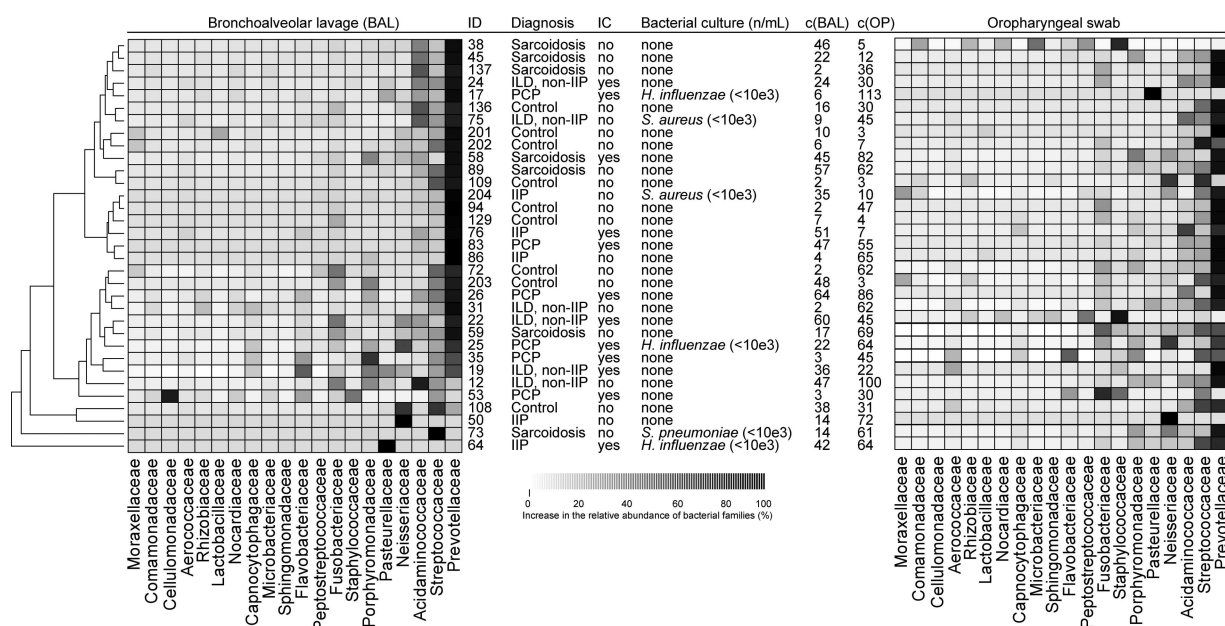 Bronchoalveolar lavage (BAL) ID Diagnosis IC Bacterial culture (n/mL) c(BAL) c(OP) Oropharyngeal swab
38 Sarcoidosis no none 46 5
45 Sarcoidosis no none 22 12
137 Sarcoidosis no none 2 36
24 ILD, non-IIP yes none 24 30
17 PCP yes H. influenzae (<10e3) 6 113
136 Control no none 16 30
75 ILD, non-IIP no S. aureus (<10e3) 9 45
201 Control no none 10 3
202 Control no none 6 7
58 Sarcoidosis yes none 45 82
89 Sarcoidosis no none 57 62
109 Control no none 2 3
204 IIP no S. aureus (<10e3) 35 10
94 Control no none 2 47
129 Control no none 7 4
76 IIP yes none 51 7
83 PCP yes none 47 55
86 IIP no none 4 65
72 Control no none 2 62
203 Control no none 48 3
26 PCP yes none 64 86
31 ILD, non-IIP no none 2 62
22 ILD, non-IIP yes none 60 45
59 Sarcoidosis no none 17 69
25 PCP yes H. influenzae (<10e3) 22 64
35 PCP yes none 3 45
19 ILD, non-IIP yes none 36 22
12 ILD, non-IIP no none 47 100
53 PCP yes none 3 30
108 Control no none 38 31
50 IIP no none 14 72
73 Sarcoidosis no S. pneumoniae (<10e3) 14 61
64 IIP yes H. influenzae (<10e3) 42 64
Moraxellaceae
Comamonadaceae
Cellulomonadaceae
Aerococcaceae
Rhizobiaceae
Lactobacillaceae
Nocardiaceae
Capnocytophagaceae
Microbacteriaceae
Sphingomonadaceae
Flavobacteriaceae
Peptostreptococcaceae
Fusobacteriaceae
Staphylococcaceae
Porphyromonadaceae
Pasteurellaceae
Neisseriaceae
Acidaminococcaceae
Streptococcaceae
Prevotellaceae
0 20 40 60 80 100
Increase in the relative abundance of bacterial families (%)
Moraxellaceae
Comamonadaceae
Cellulomonadaceae
Aerococcaceae
Rhizobiaceae
Lactobacillaceae
Nocardiaceae
Capnocytophagaceae
Microbacteriaceae
Sphingomonadaceae
Flavobacteriaceae
Peptostreptococcaceae
Fusobacteriaceae
Staphylococcaceae
Porphyromonadaceae
Pasteurellaceae
Neisseriaceae
Acidaminococcaceae
Streptococcaceae
Prevotellaceae